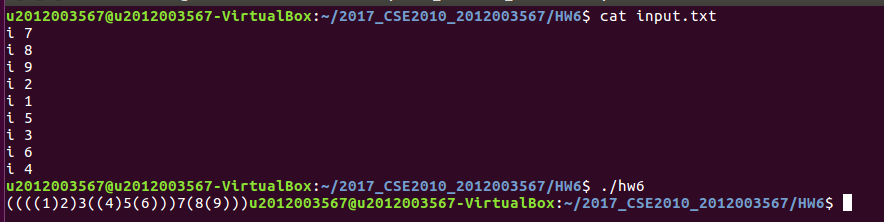 u2012003567@u2012003567-VirtualBox:~/2017_CSE2010_2012003567/HW6$ cat input.txt
i 7
i 8
i 9
i 2
i 1
i 5
i 3
i 6
i 4
u2012003567@u2012003567-VirtualBox:~/2017_CSE2010_2012003567/HW6$ ./hw6
((((1)2)3((4)5(6)))7(8(9)))u2012003567@u2012003567-VirtualBox:~/2017_CSE2010_2012003567/HW6$